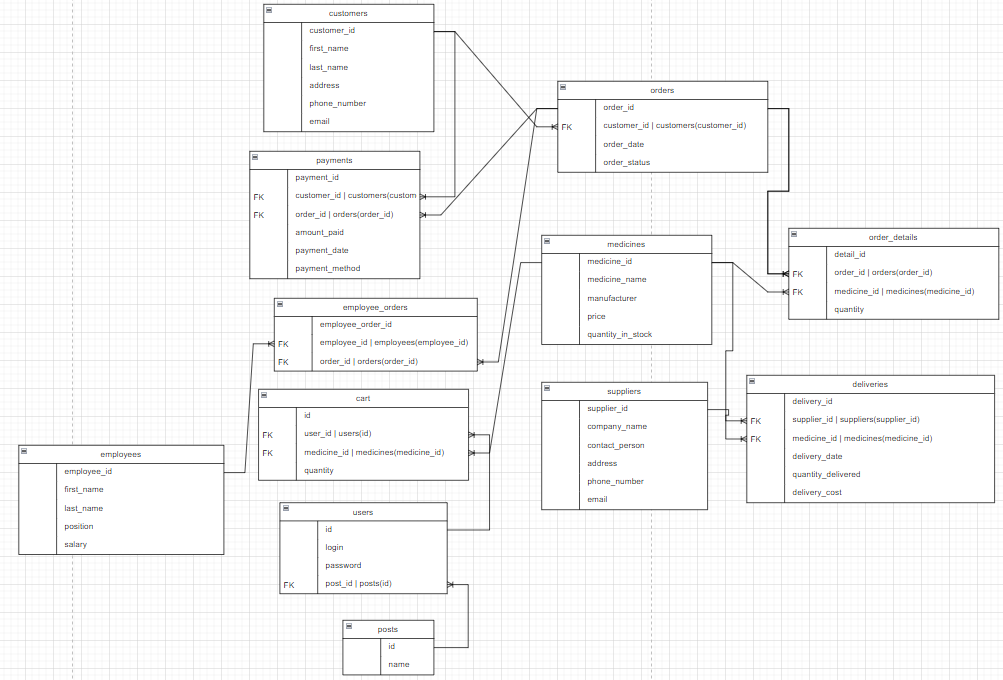 customers
customer_id
first_name
last_name
address
phone_number
email
orders
order_id
FK customer_id | customers(customer_id)
order_date
order_status
payments
payment_id
FK customer_id | customers(custom
FK order_id | orders(order_id)
amount_paid
payment_date
payment_method
medicines
medicine_id
medicine_name
manufacturer
price
quantity_in_stock
order_details
detail_id
FK order_id | orders(order_id)
FK medicine_id | medicines(medicine_id)
quantity
employee_orders
employee_order_id
FK employee_id | employees(employee_id)
FK order_id | orders(order_id)
cart
id
FK user_id | users(id)
FK medicine_id | medicines(medicine_id)
quantity
suppliers
supplier_id
company_name
contact_person
address
phone_number
email
deliveries
delivery_id
FK supplier_id | suppliers(supplier_id)
FK medicine_id | medicines(medicine_id)
delivery_date
quantity_delivered
delivery_cost
employees
employee_id
first_name
last_name
position
salary
users
id
login
password
FK post_id | posts(id)
posts
id
name